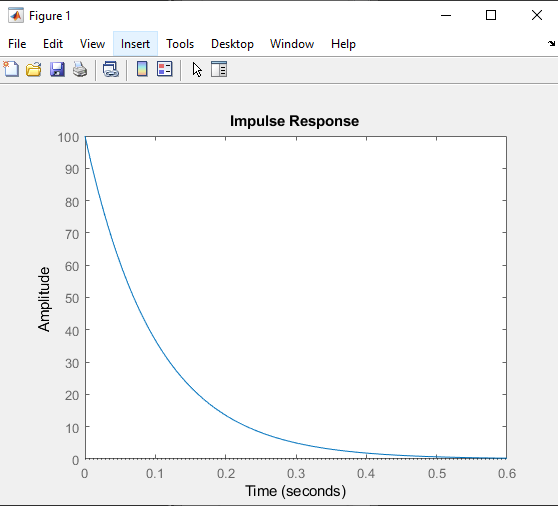 Figure 1
File Edit View Insert Tools Desktop Window Help
Impulse Response
100
90
80
70
60
50
40
30
20
10
0
Amplitude
0 0.1 0.2 0.3 0.4 0.5 0.6
Time (seconds)